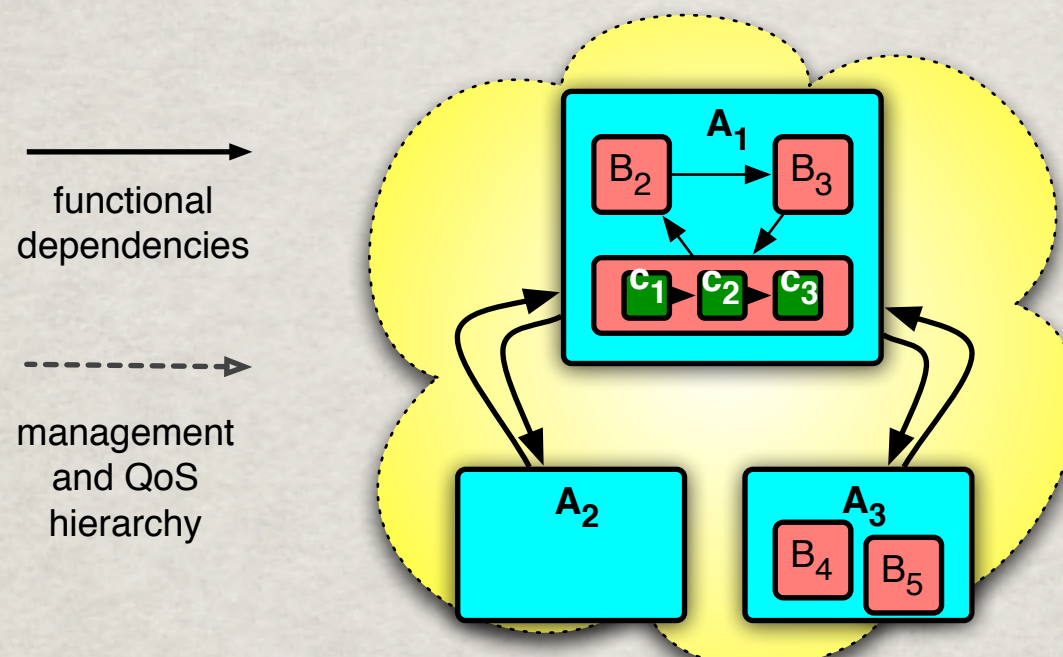 functional
dependencies
management
and QoS
hierarchy
A1
B2
B3
c1
c2
c3
A2
A3
B4
B5